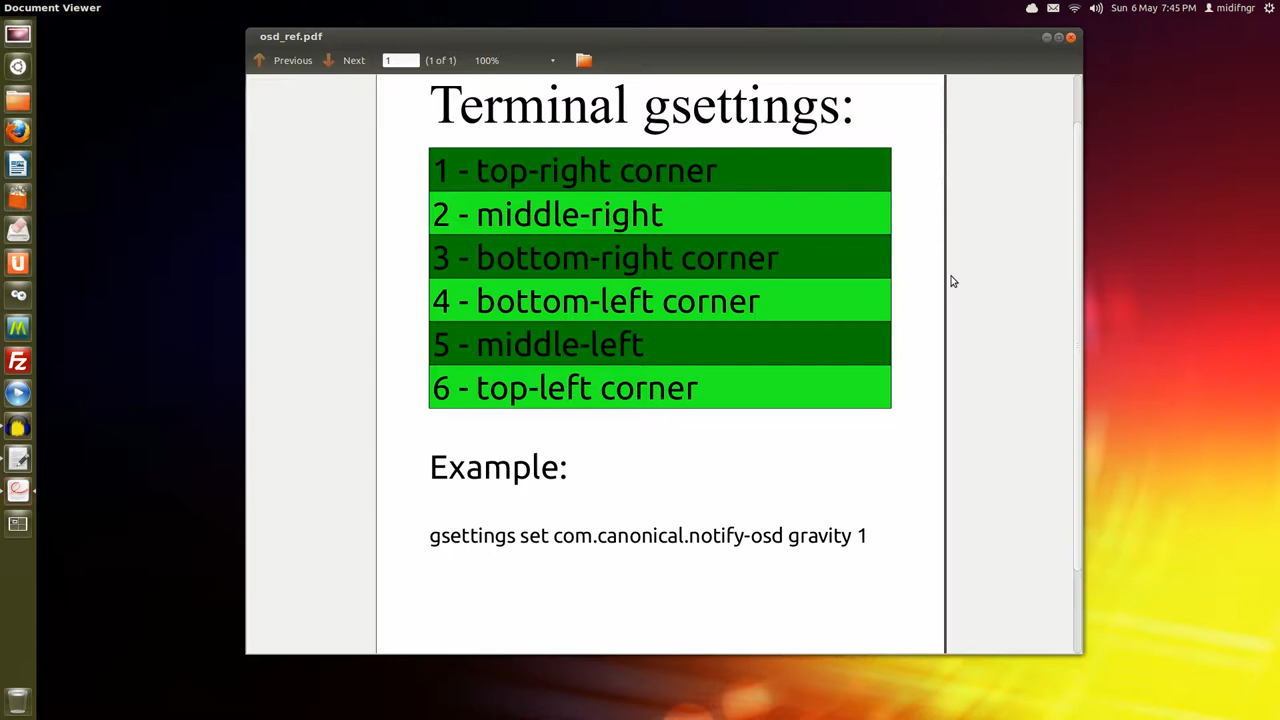 Document Viewer
Sun 6 May 7:45 PM
midifngr
osd_ref.pdf
Previous
Next
1
(1 of 1)
100%
Terminal gsettings:
1 - top-right corner
2 - middle-right
3 - bottom-right corner
4 - bottom-left corner
5 - middle-left
6 - top-left corner
Example:
gsettings set com.canonical.notify-osd gravity 1